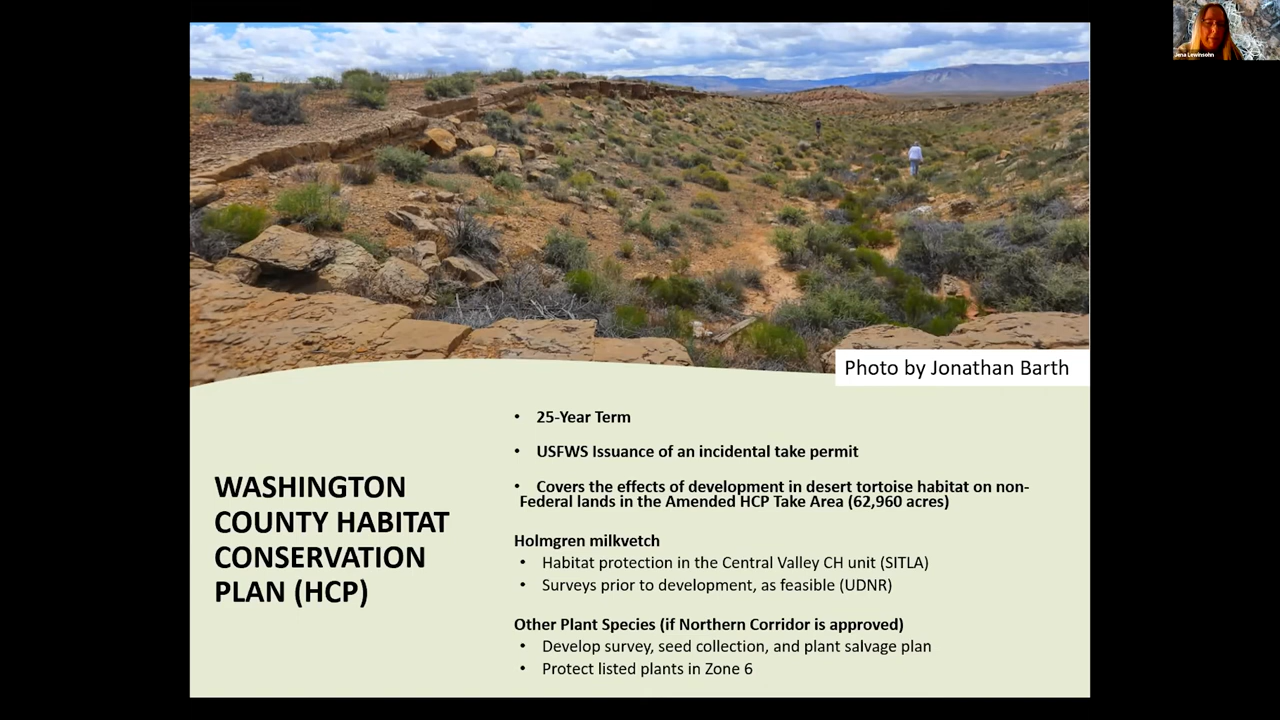 Jena Lewinsohn
Photo by Jonathan Barth
WASHINGTON
COUNTY HABITAT
CONSERVATION
PLAN (HCP)
• 25-Year Term
• USFWS Issuance of an incidental take permit
• Covers the effects of development in desert tortoise habitat on non-
Federal lands in the Amended HCP Take Area (62,960 acres)
Holmgren milkvetch
• Habitat protection in the Central Valley CH unit (SITLA)
• Surveys prior to development, as feasible (UDNR)
Other Plant Species (if Northern Corridor is approved)
• Develop survey, seed collection, and plant salvage plan
• Protect listed plants in Zone 6